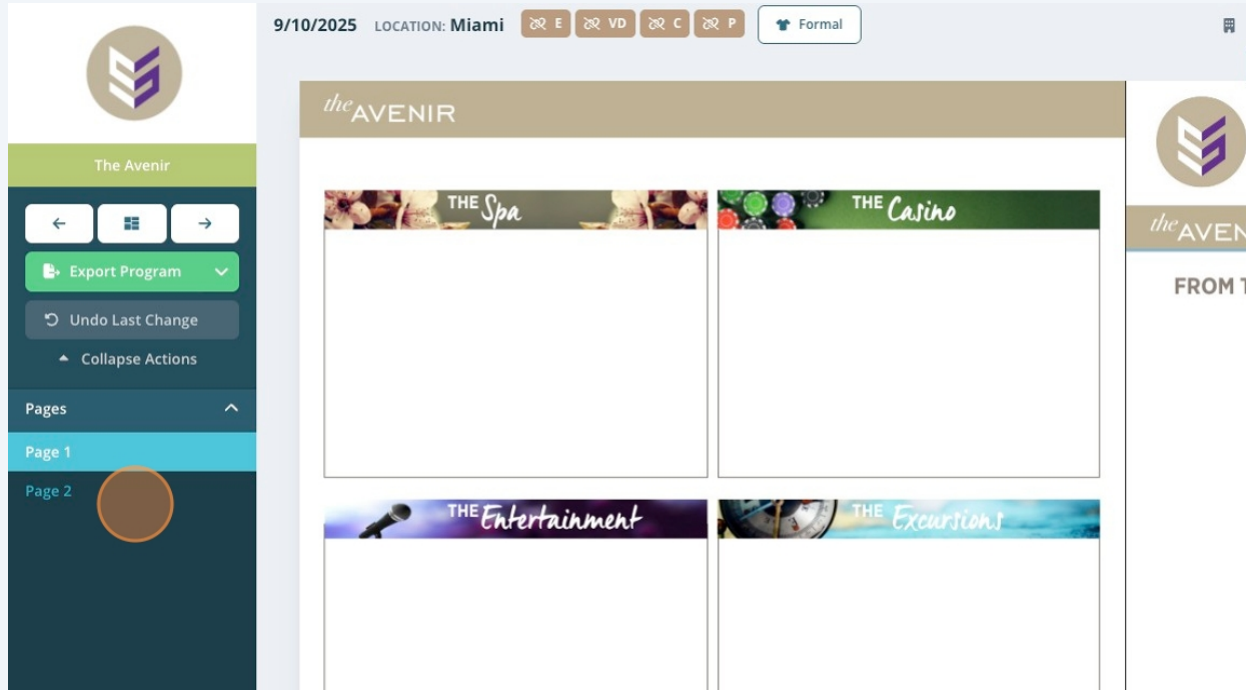 9/10/2025 LOCATION: Miami E VD C P Formal
The Avenir
Export Program
Undo Last Change
Collapse Actions
Pages
Page 1
Page 2
the AVENIR
THE Spa
THE Casino
THE Entertainment
THE Excursions
the AVEN
FROM T